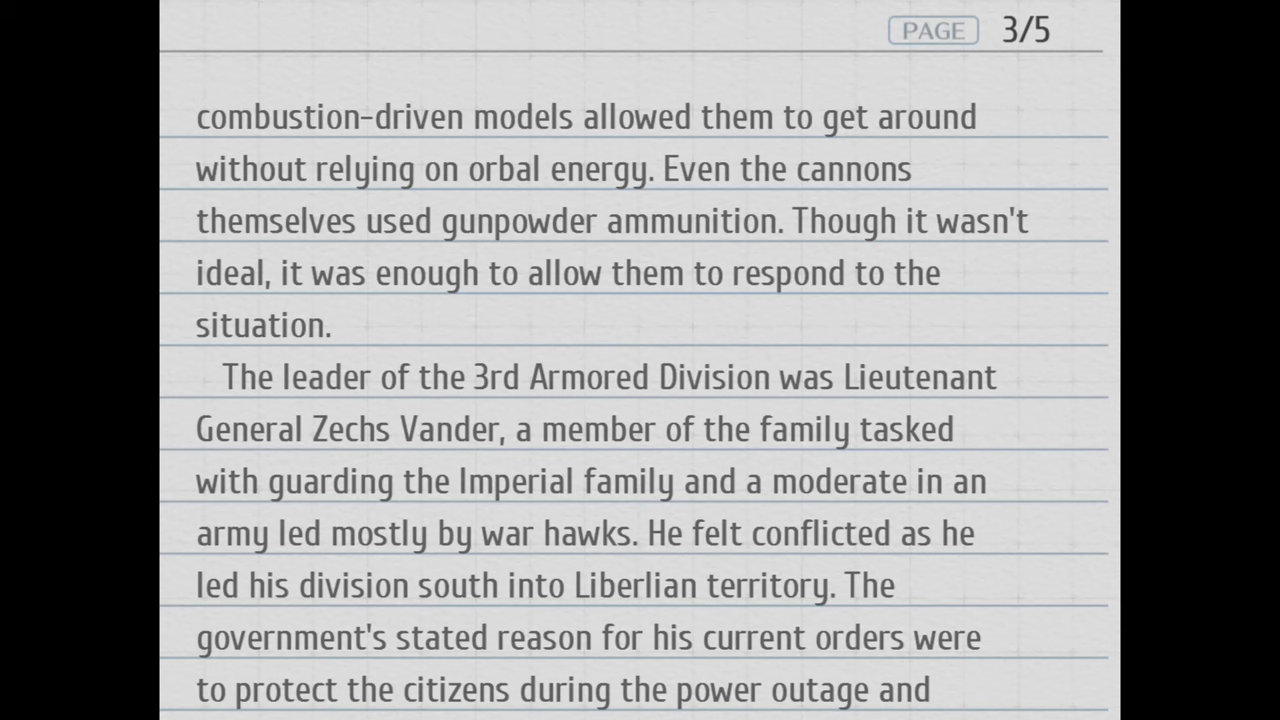 PAGE 3/5
combustion-driven models allowed them to get around
without relying on orbal energy. Even the cannons
themselves used gunpowder ammunition. Though it wasn't
ideal, it was enough to allow them to respond to the
situation.
The leader of the 3rd Armored Division was Lieutenant
General Zechs Vander, a member of the family tasked
with guarding the Imperial family and a moderate in an
army led mostly by war hawks. He felt conflicted as he
led his division south into Liberlian territory. The
government's stated reason for his current orders were
to protect the citizens during the power outage and